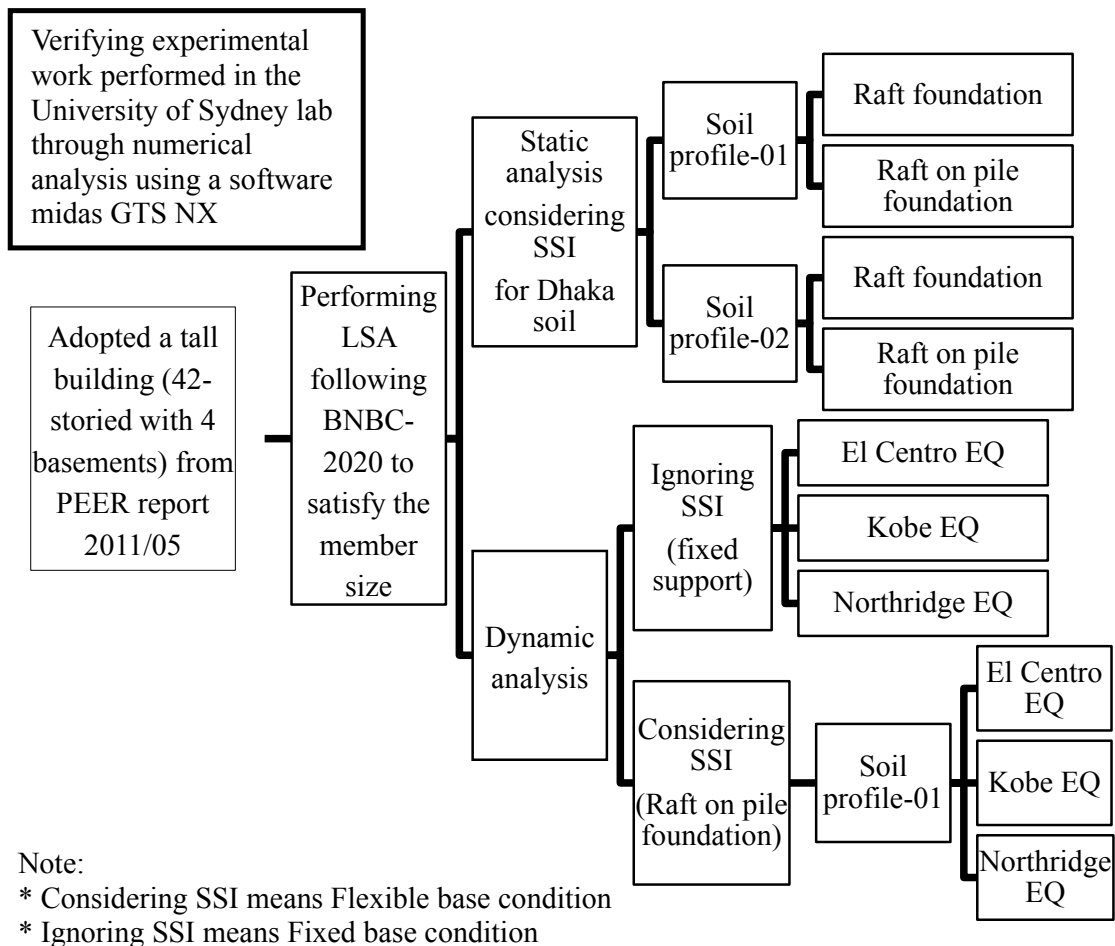 Verifying experimental
work performed in the
University of Sydney lab
through numerical
analysis using a software
midas GTS NX
Adopted a tall
building (42-
storied with 4
basements) from
PEER report
2011/05
Performing
LSA
following
BNBC-
2020 to
satisfy the
member
size
Static
analysis
considering
SSI
for Dhaka
soil
Soil
profile-01
Raft foundation
Raft on pile
foundation
Soil
profile-02
Raft foundation
Raft on pile
foundation
Dynamic
analysis
Ignoring
SSI
(fixed
support)
El Centro EQ
Kobe EQ
Northridge EQ
Considering
SSI
(Raft on pile
foundation)
Soil
profile-01
El Centro
EQ
Kobe EQ
Northridge
EQ
Note:
* Considering SSI means Flexible base condition
* Ignoring SSI means Fixed base condition